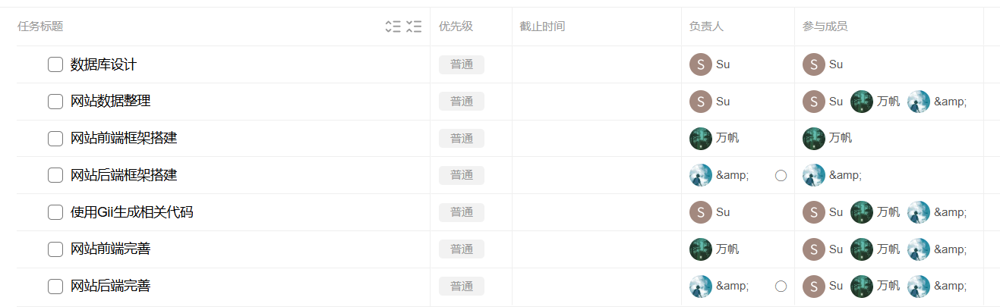 任务标题 优先级 截止时间 负责人 参与成员
数据库设计 普通 S Su S Su
网站数据整理 普通 S Su S Su 万帆 &amp;
网站前端框架搭建 普通 万帆 万帆
网站后端框架搭建 普通 &amp; &amp;
使用Gii生成相关代码 普通 S Su S Su 万帆 &amp;
网站前端完善 普通 万帆 S Su 万帆 &amp;
网站后端完善 普通 &amp; S Su 万帆 &amp;